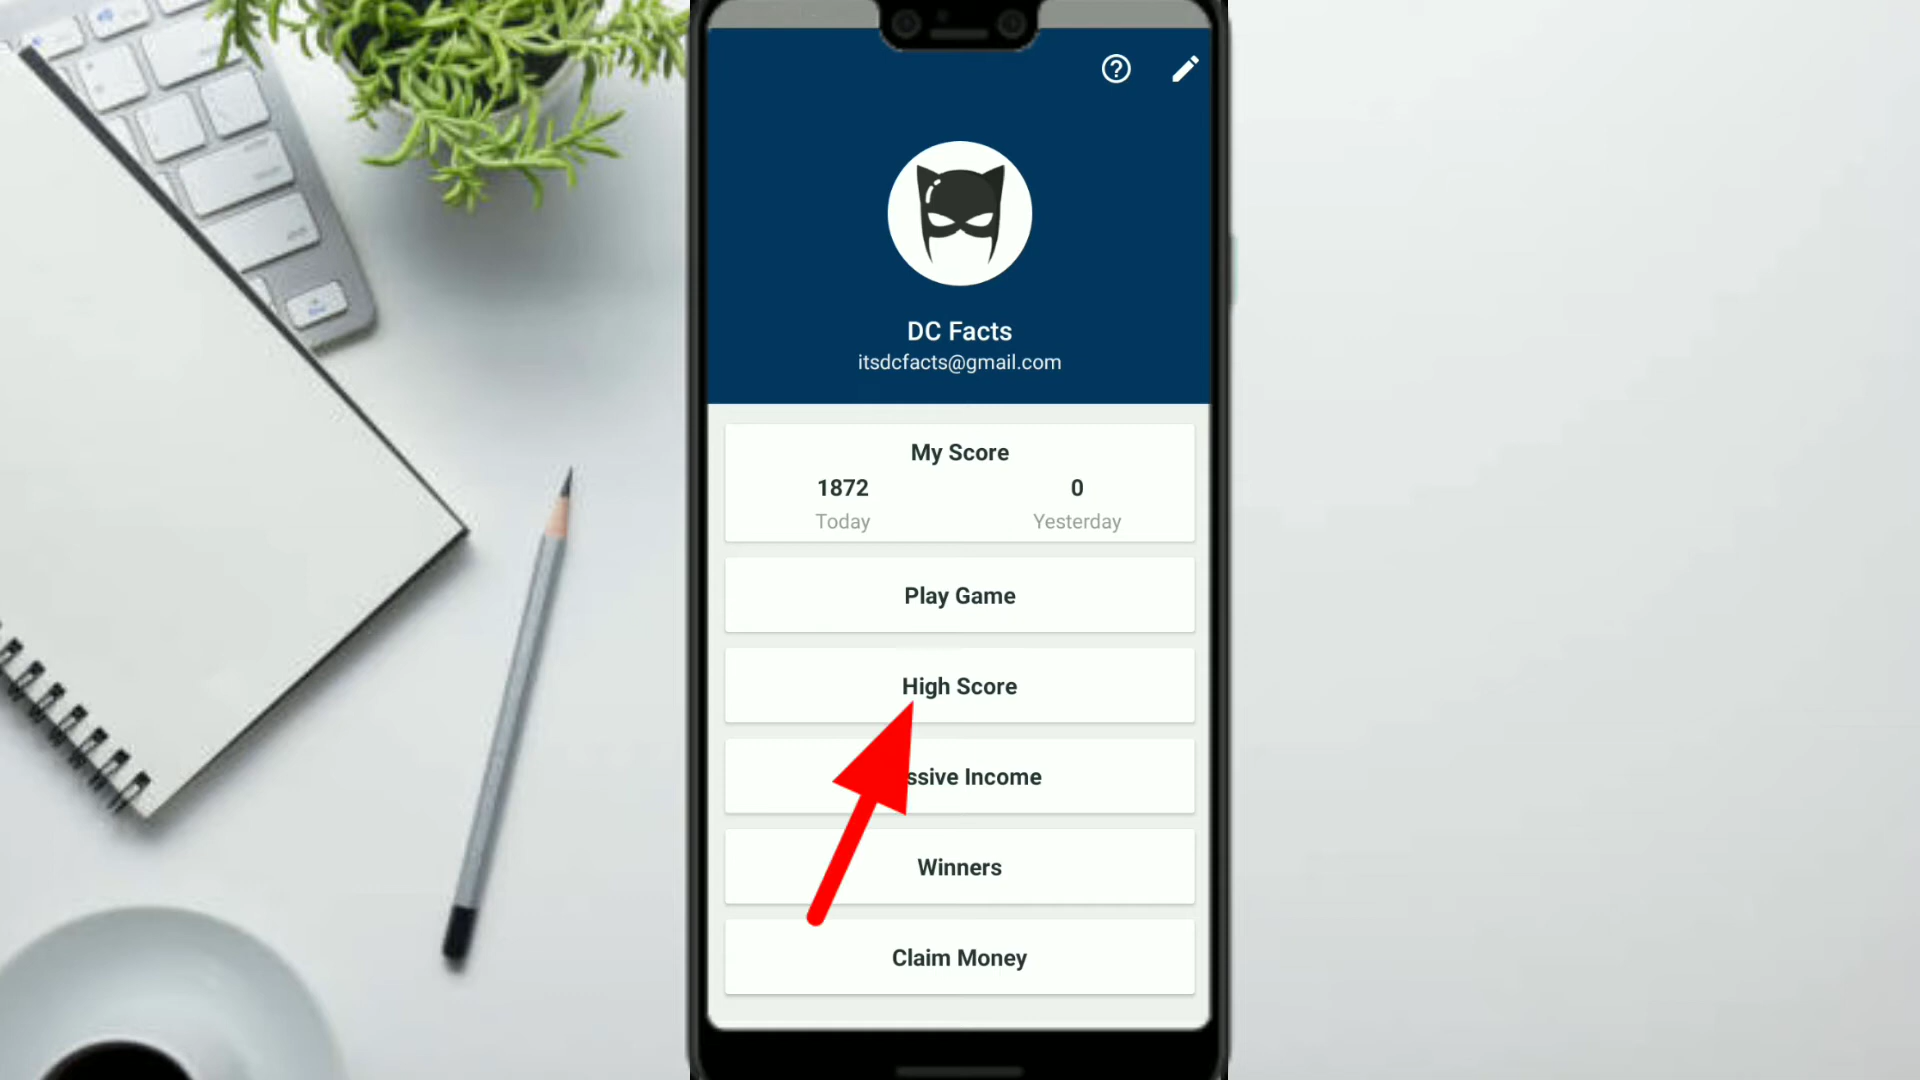 DC Facts
itsdcfacts@gmail.com
My Score
1872
0
Today
Yesterday
Play Game
High Score
ssive Income
Winners
Claim Money